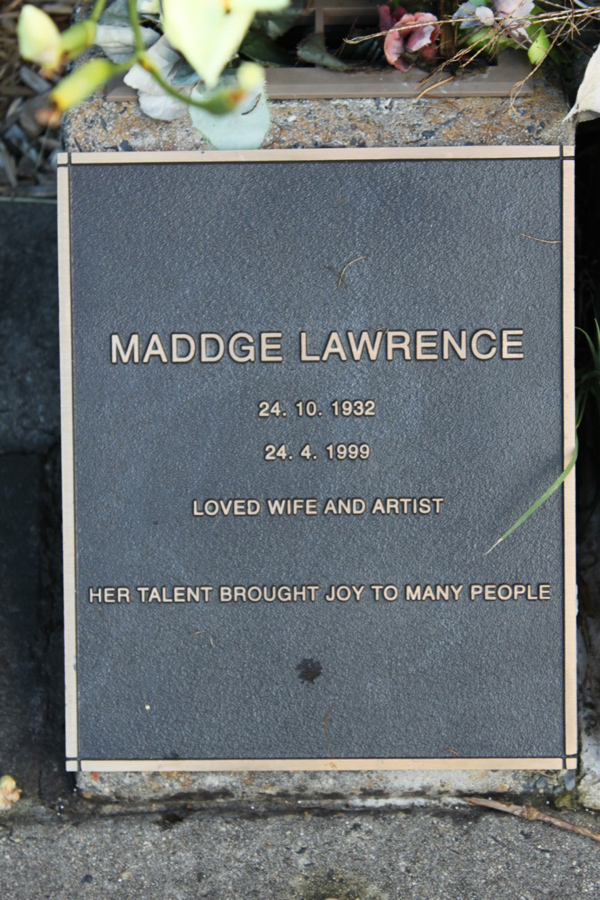 MADDGE LAWRENCE
24. 10. 1932
24. 4. 1999
LOVED WIFE AND ARTIST
HER TALENT BROUGHT JOY TO MANY PEOPLE